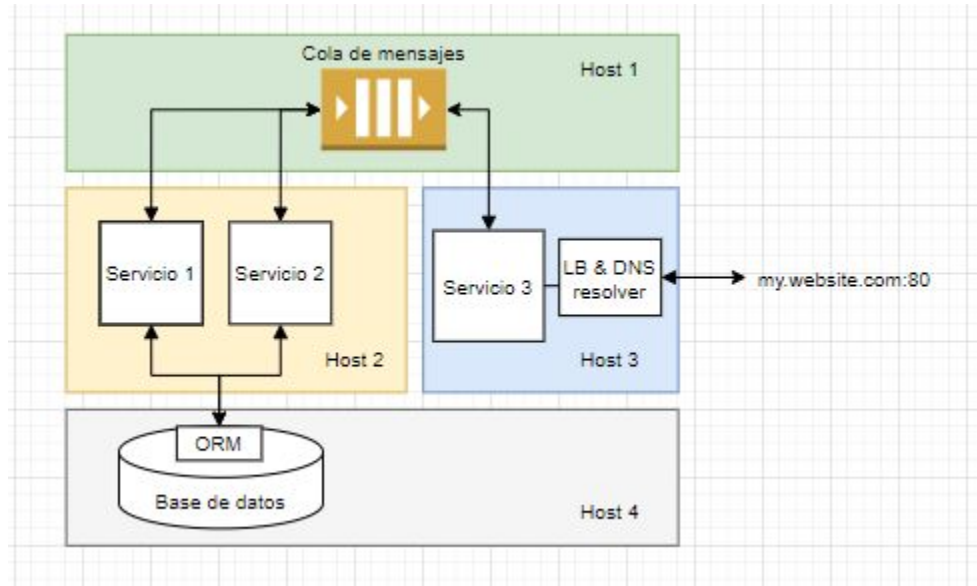 Cola de mensajes
Host 1
Servicio 1
Servicio 2
Host 2
Servicio 3
LB & DNS
resolver
Host 3
my.website.com:80
ORM
Base de datos
Host 4